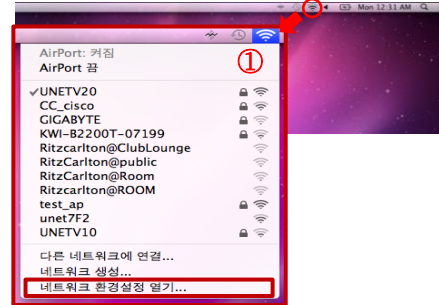 Mon 12:31 AM
①
AirPort: 켜짐
AirPort 끔
✓UNETV20
CC_cisco
GIGABYTE
KWI-B2200T-07199
RitzCarlton@ClubLounge
RitzCarlton@public
RitzCarlton@Room
Ritzcarlton@ROOM
test_ap
unet7F2
UNETV10
다른 네트워크에 연결...
네트워크 생성...
네트워크 환경설정 열기...